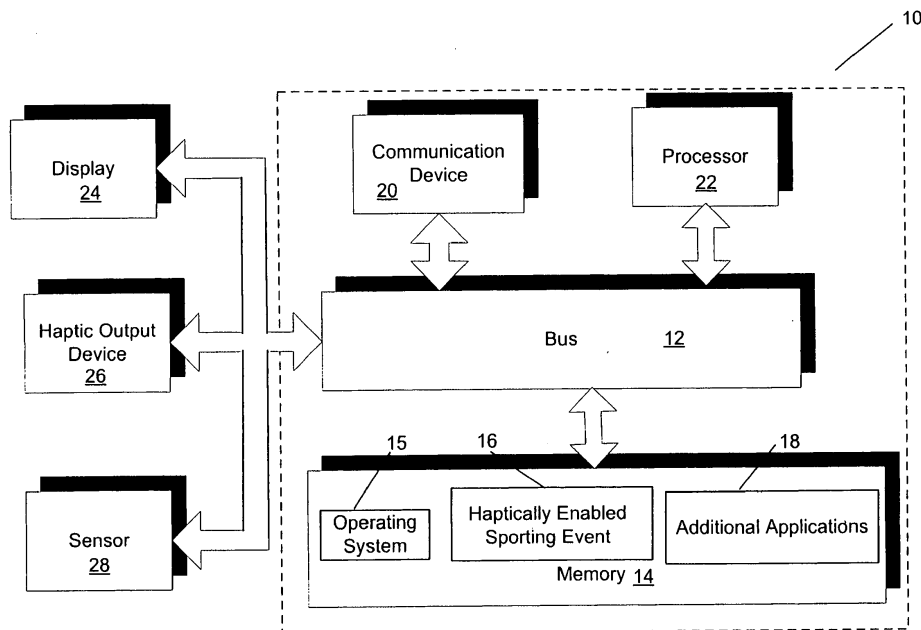 10
Display
24
Communication
Device
20
Processor
22
Haptic Output
Device
26
Bus
12
Sensor
28
15
16
18
Operating
System
Haptically Enabled
Sporting Event
Additional Applications
Memory 14